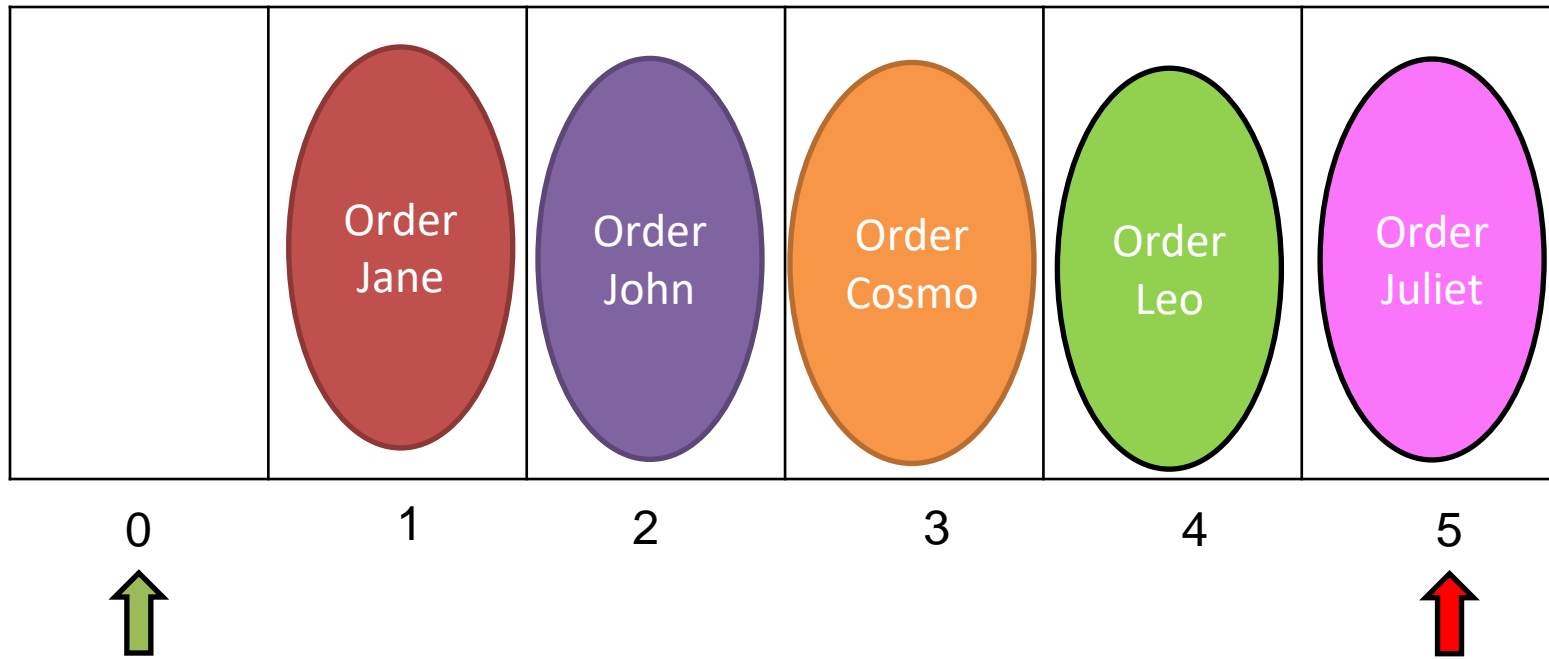 Order
Jane
Order
John
Order
Cosmo
Order
Leo
Order
Juliet
0 1 2 3 4 5